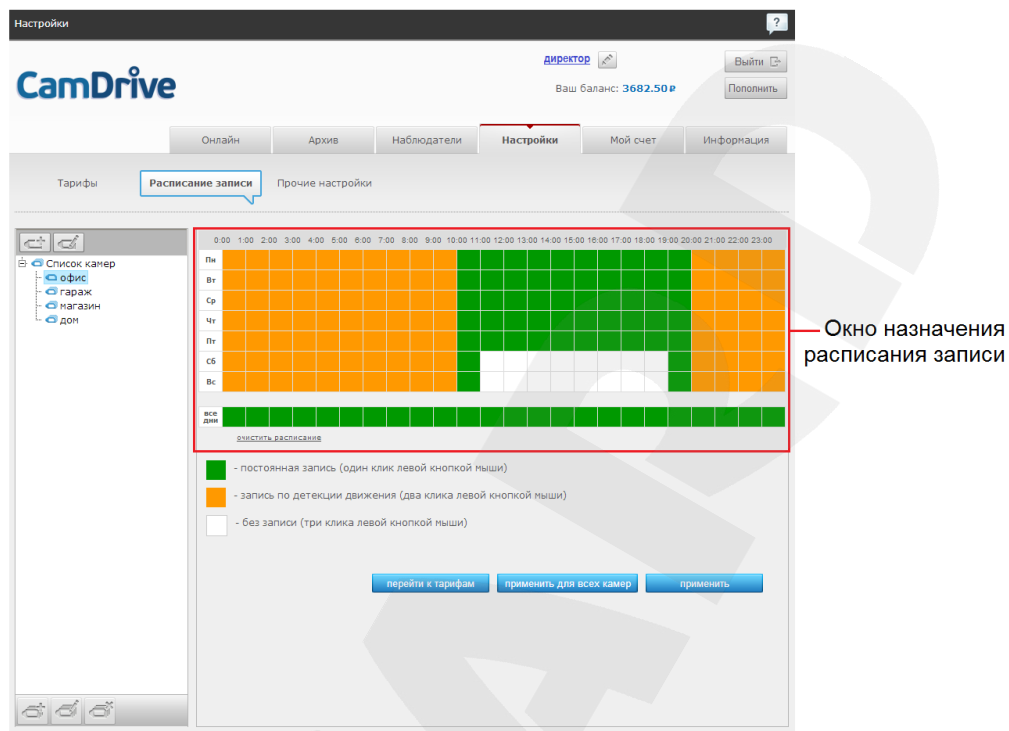 Настройки
?
CamDrive
директор
Выйти
Ваш баланс: 3682.50 ₽
Пополнить
Онлайн Архив Наблюдатели Настройки Мой счет Информация
Тарифы Расписание записи Прочие настройки
Список камер
офис
гараж
магазин
дом
0:00 1:00 2:00 3:00 4:00 5:00 6:00 7:00 8:00 9:00 10:00 11:00 12:00 13:00 14:00 15:00 16:00 17:00 18:00 19:00 20:00 21:00 22:00 23:00
Пн
Вт
Ср
Чт
Пт
Сб
Вс
все
дни
очистить расписание
Окно назначения
расписания записи
- постоянная запись (один клик левой кнопкой мыши)
- запись по детекции движения (два клика левой кнопкой мыши)
- без записи (три клика левой кнопкой мыши)
перейти к тарифам применить для всех камер применить